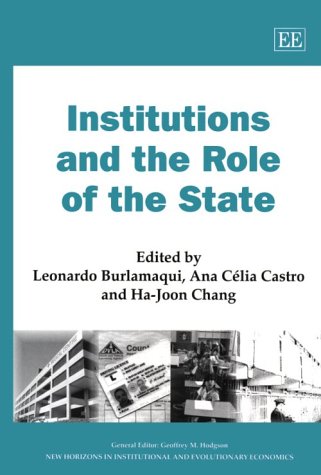 EE
Institutions
and the Role
of the State
Edited by
Leonardo Burlamaqui, Ana Célia Castro
and Ha-Joon Chang
Count
General Editor: Geoffrey M. Hodgson
NEW HORIZONS IN INSTITUTIONAL AND EVOLUTIONARY ECONOMICS